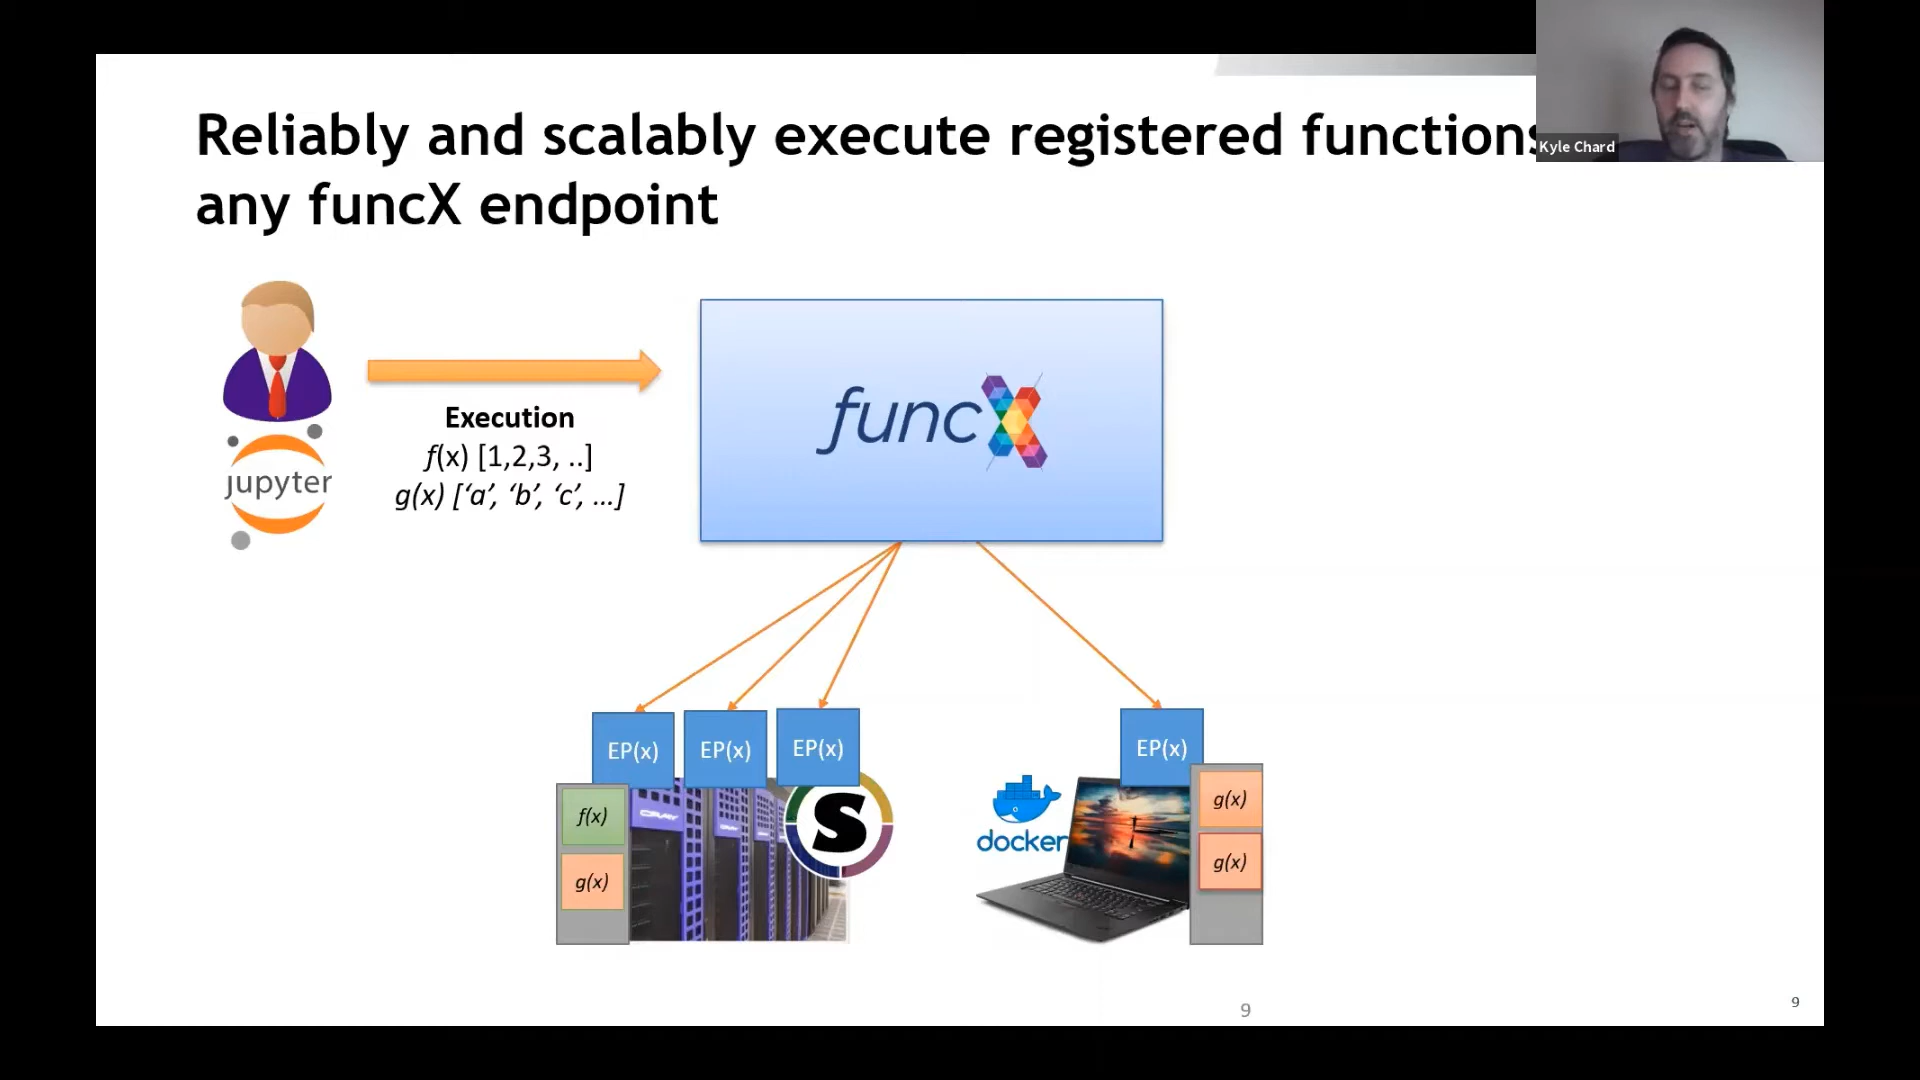 Reliably and scalably execute registered functions
any funcX endpoint
Kyle Chard
Execution
f(x) [1,2,3, ..]
g(x) [‘a’, ‘b’, ‘c’, ...]
jupyter
funcX
EP(x)
EP(x)
EP(x)
EP(x)
f(x)
g(x)
CRAY
S
docker
g(x)
g(x)
9
9